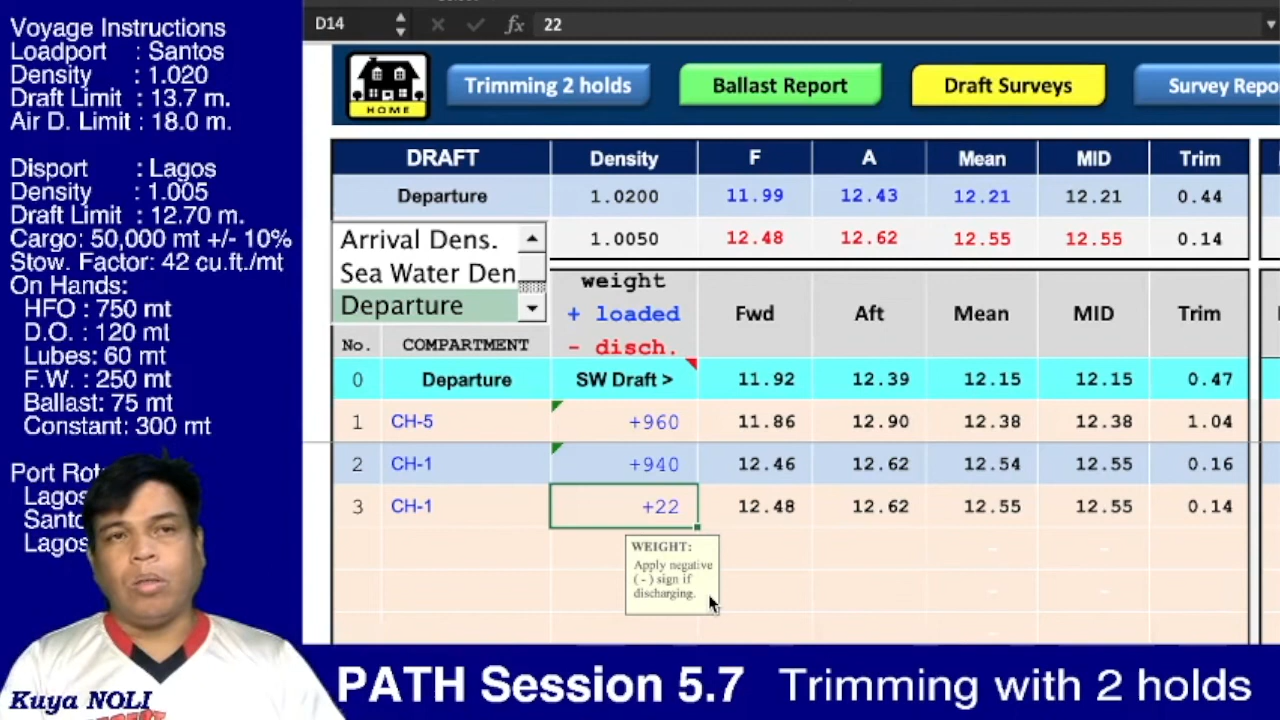 Voyage Instructions
Loadport : Santos
Density : 1.020
Draft Limit : 13.7 m.
Air D. Limit : 18.0 m.
Disport : Lagos
Density : 1.005
Draft Limit : 12.70 m.
Cargo: 50,000 mt +/- 10%
Stow. Factor: 42 cu.ft./mt
On Hands:
HFO : 750 mt
D.O. : 120 mt
Lubes: 60 mt
F.W. : 250 mt
Ballast: 75 mt
Constant: 300 mt
Port Rot
Lagos
Santo
Lagos
Kuya NOLI
D14 fx 22
HOME
Trimming 2 holds
Ballast Report
Draft Surveys
Survey Repo
DRAFT Density F A Mean MID Trim
Departure 1.0200 11.99 12.43 12.21 12.21 0.44
1.0050 12.48 12.62 12.55 12.55 0.14
Arrival Dens.
Sea Water Den
Departure
weight
+ loaded
- disch.
Fwd Aft Mean MID Trim
No. COMPARTMENT
0 Departure SW Draft > 11.92 12.39 12.15 12.15 0.47
1 CH-5 +960 11.86 12.90 12.38 12.38 1.04
2 CH-1 +940 12.46 12.62 12.54 12.55 0.16
3 CH-1 +22 12.48 12.62 12.55 12.55 0.14
WEIGHT:
Apply negative
( - ) sign if
discharging.
PATH Session 5.7 Trimming with 2 holds